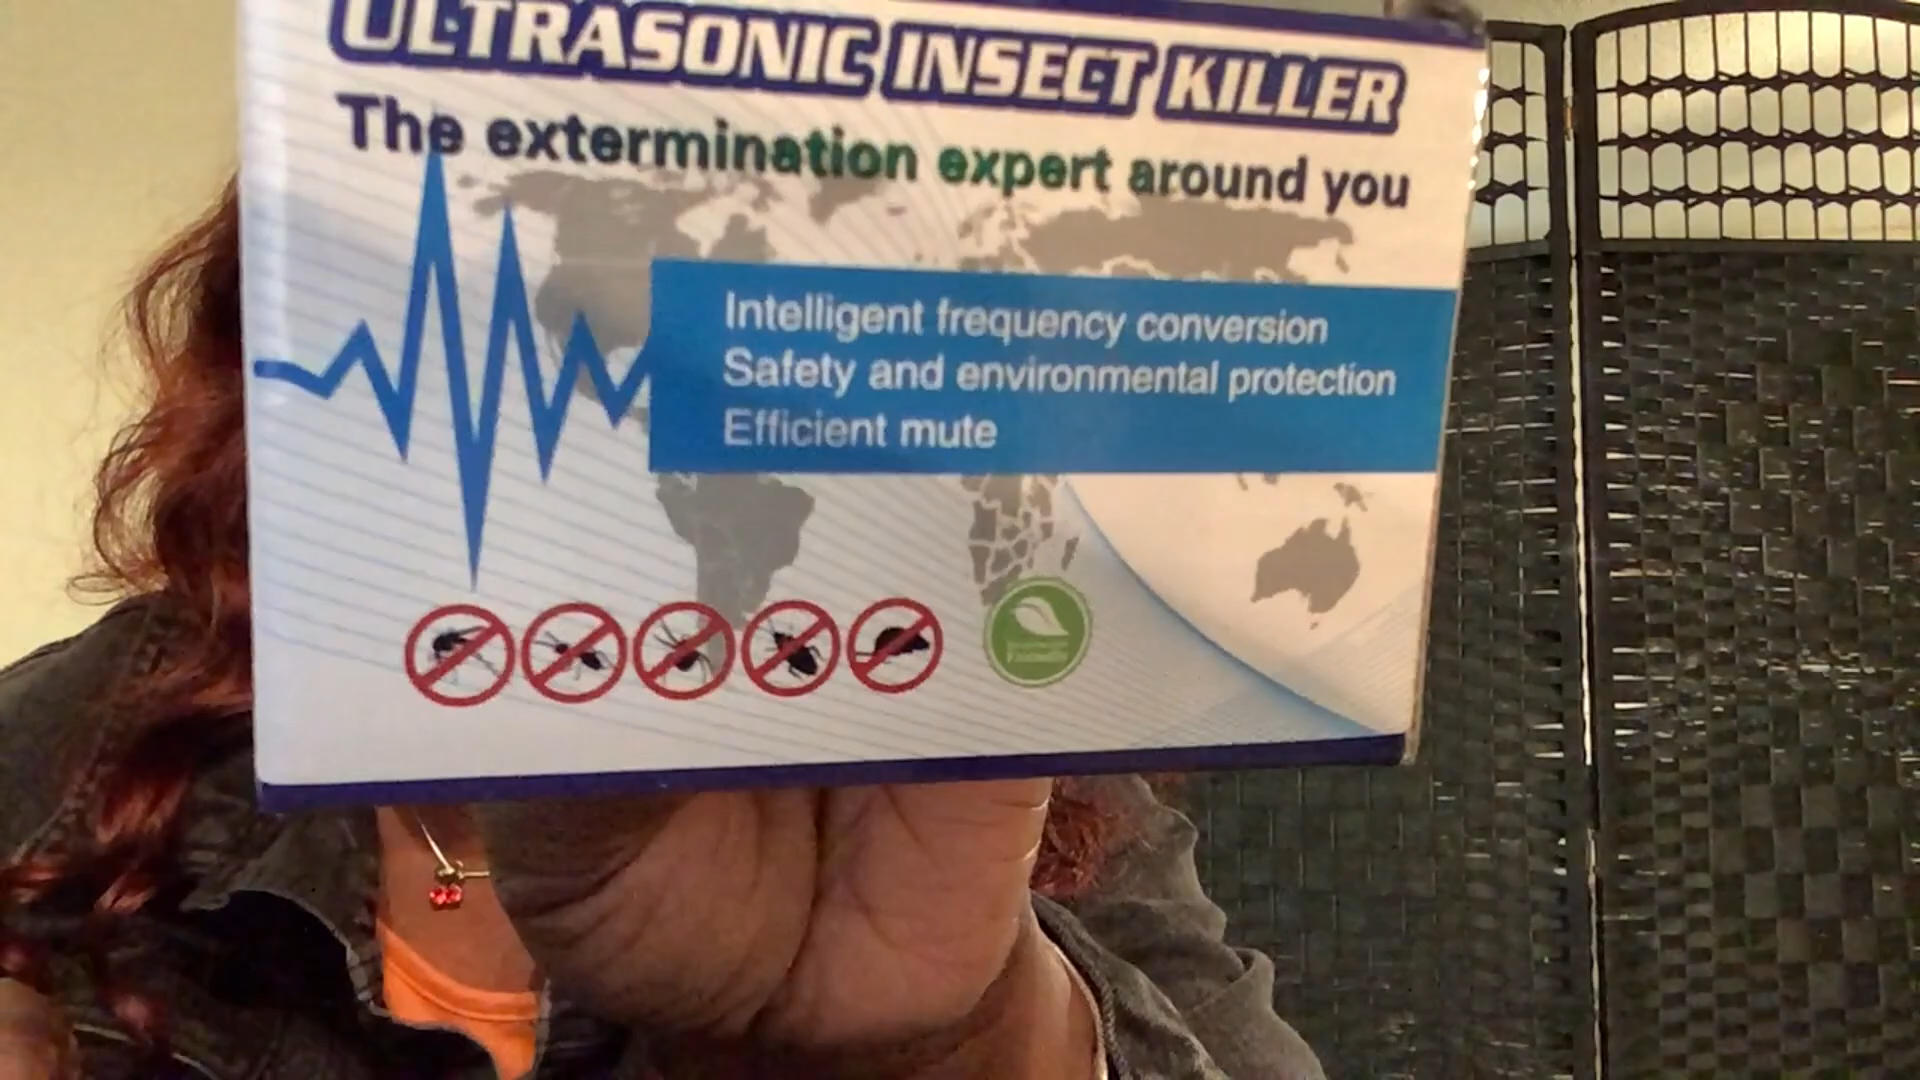 ULTRASONIC INSECT KILLER
The extermination expert around you
Intelligent frequency conversion
Safety and environmental protection
Efficient mute